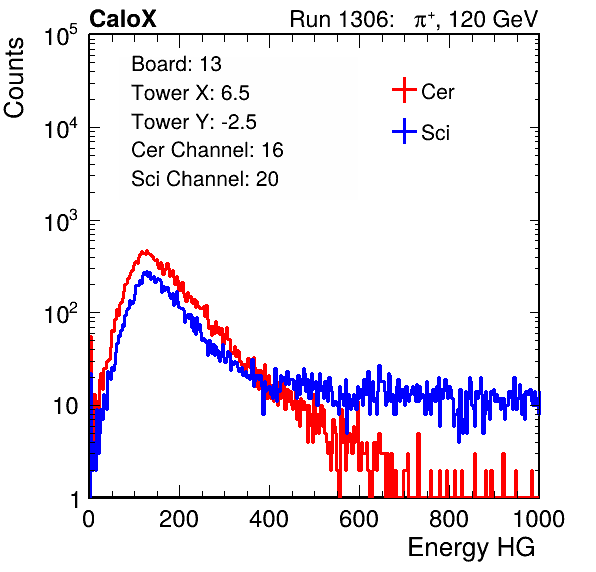 CaloX Run 1306: π⁺, 120 GeV
Counts
Board: 13
Tower X: 6.5
Tower Y: -2.5
Cer Channel: 16
Sci Channel: 20
Cer
Sci
10⁵
10⁴
10³
10²
10
1
0 200 400 600 800 1000
Energy HG